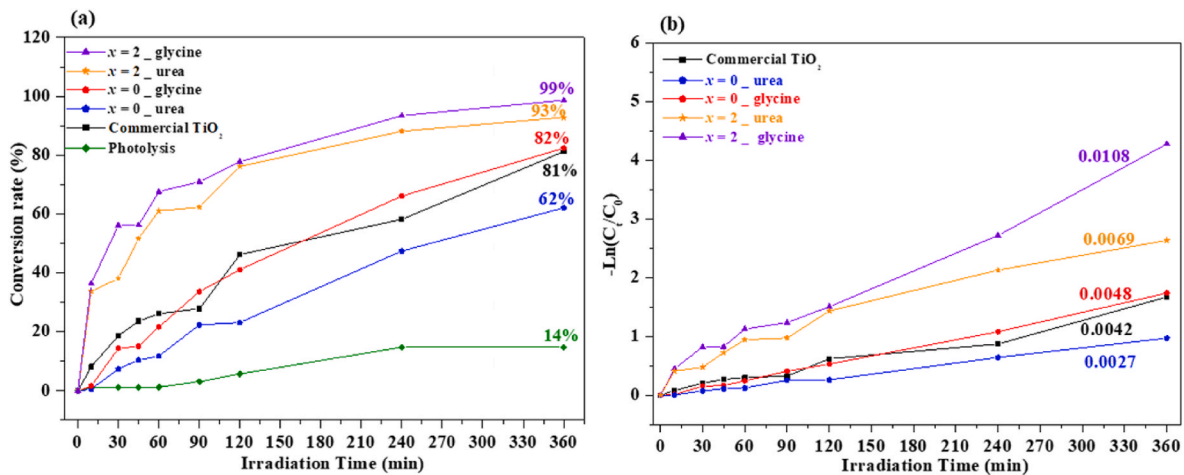 (a)
120
100
80
60
40
20
0
Conversion rate (%)
x = 2 _ glycine
x = 2 _ urea
x = 0 _ glycine
x = 0 _ urea
Commercial TiO₂
Photolysis
99%
93%
82%
81%
62%
14%
0 30 60 90 120 150 180 210 240 270 300 330 360
Irradiation Time (min)
(b)
6
5
4
3
2
1
0
-Ln(Cₜ/C₀)
Commercial TiO₂
x = 0 _ urea
x = 0 _ glycine
x = 2 _ urea
x = 2 _ glycine
0.0108
0.0069
0.0048
0.0042
0.0027
0 30 60 90 120 150 180 210 240 270 300 330 360
Irradiation Time (min)